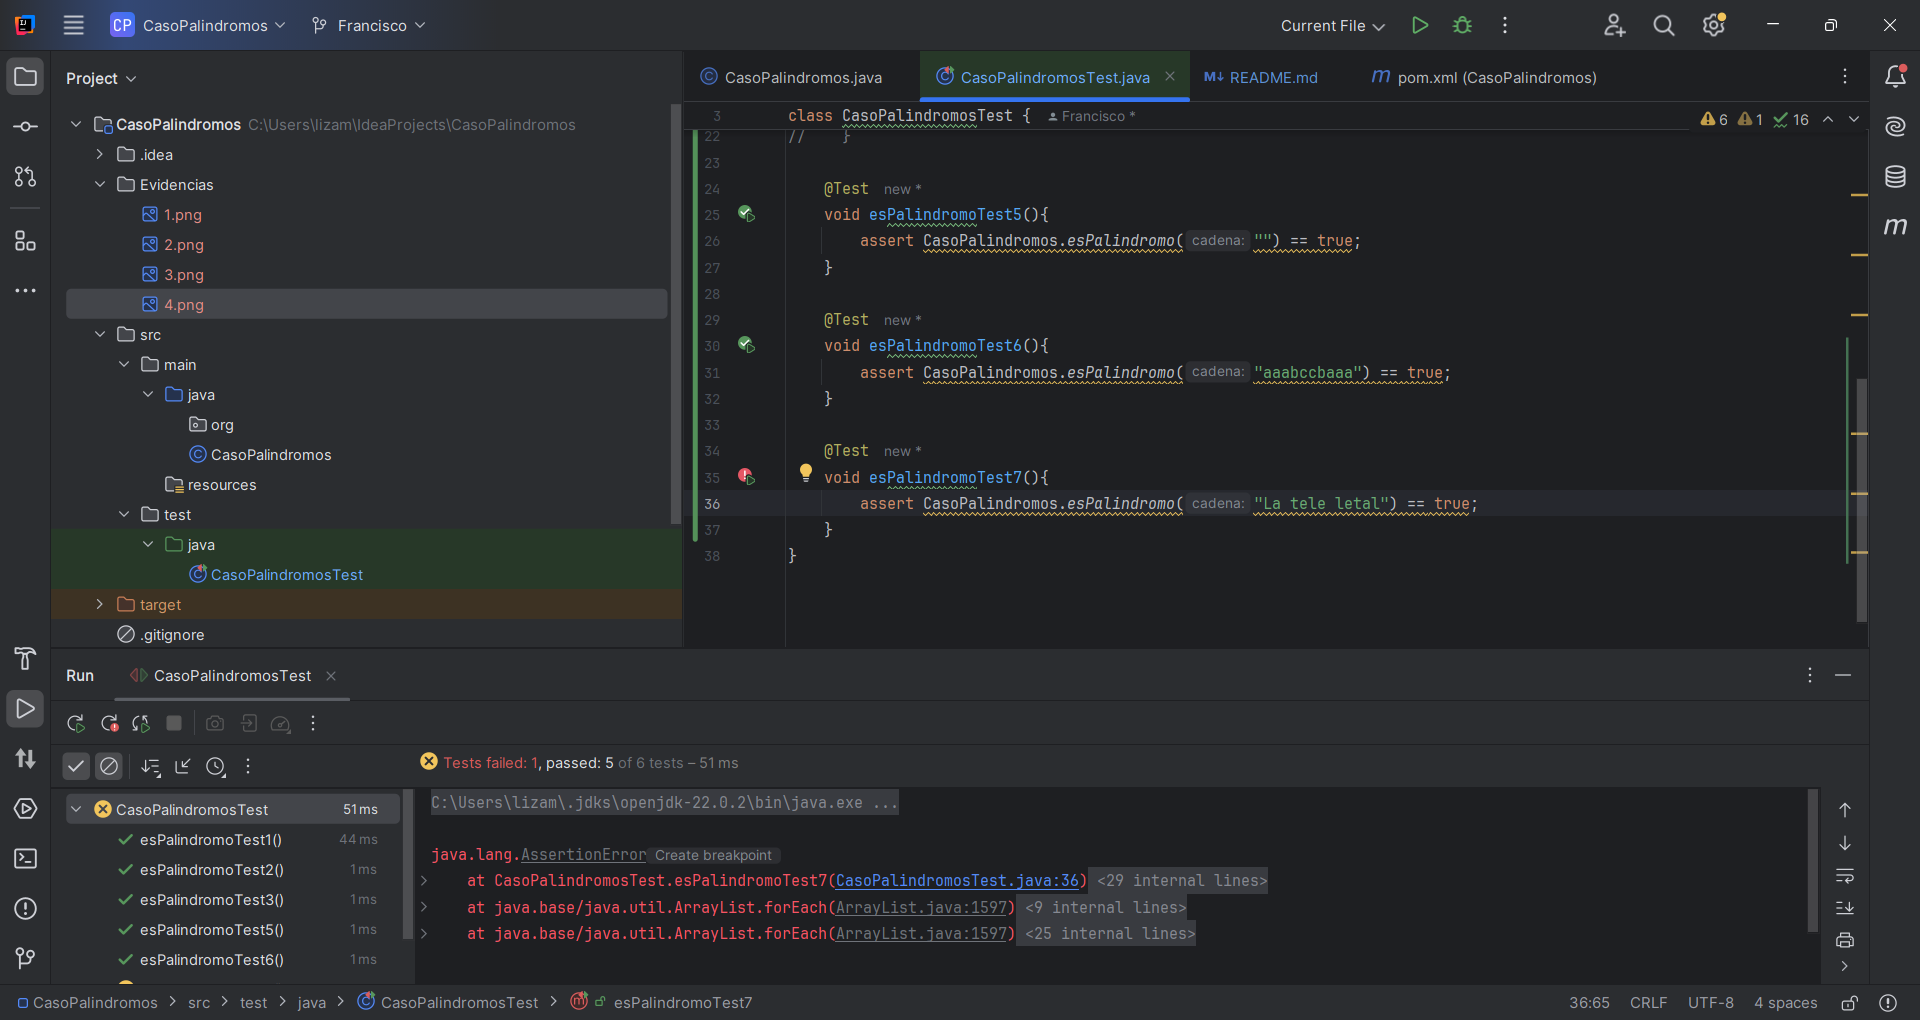 CP CasoPalindromos Francisco Current File
Project
CasoPalindromos C:\Users\lizam\IdeaProjects\CasoPalindromos
.idea
Evidencias
1.png
2.png
3.png
4.png
src
main
java
org
CasoPalindromos
resources
test
java
CasoPalindromosTest
target
.gitignore
CasoPalindromos.java CasoPalindromosTest.java README.md pom.xml (CasoPalindromos)
3 class CasoPalindromosTest { Francisco * 6 1 16
22 // }
23
24 @Test new *
25 void esPalindromoTest5(){
26 assert CasoPalindromos.esPalindromo( cadena: "") == true;
27 }
28
29 @Test new *
30 void esPalindromoTest6(){
31 assert CasoPalindromos.esPalindromo( cadena: "aaabccbaaa") == true;
32 }
33
34 @Test new *
35 void esPalindromoTest7(){
36 assert CasoPalindromos.esPalindromo( cadena: "La tele letal") == true;
37 }
38 }
Run CasoPalindromosTest
Tests failed: 1, passed: 5 of 6 tests – 51 ms
CasoPalindromosTest 51 ms
esPalindromoTest1() 44 ms
esPalindromoTest2() 1 ms
esPalindromoTest3() 1 ms
esPalindromoTest5() 1 ms
esPalindromoTest6() 1 ms
C:\Users\lizam\.jdks\openjdk-22.0.2\bin\java.exe ...
java.lang.AssertionError Create breakpoint
at CasoPalindromosTest.esPalindromoTest7(CasoPalindromosTest.java:36) <29 internal lines>
at java.base/java.util.ArrayList.forEach(ArrayList.java:1597) <9 internal lines>
at java.base/java.util.ArrayList.forEach(ArrayList.java:1597) <25 internal lines>
CasoPalindromos > src > test > java > CasoPalindromosTest > esPalindromoTest7 36:65 CRLF UTF-8 4 spaces